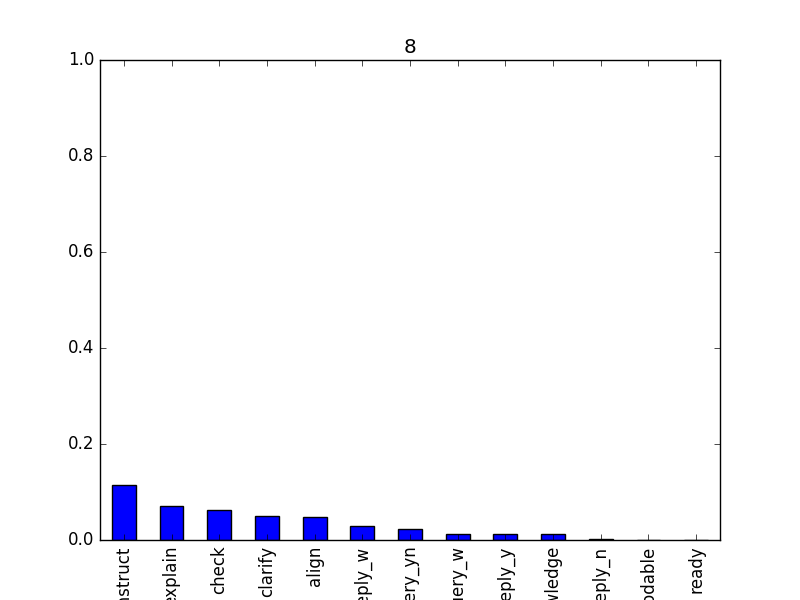 8
1.0
0.8
0.6
0.4
0.2
0.0
nstruct
explain
check
clarify
align
eply_w
ery_yn
uery_w
eply_y
wledge
eply_n
odable
ready